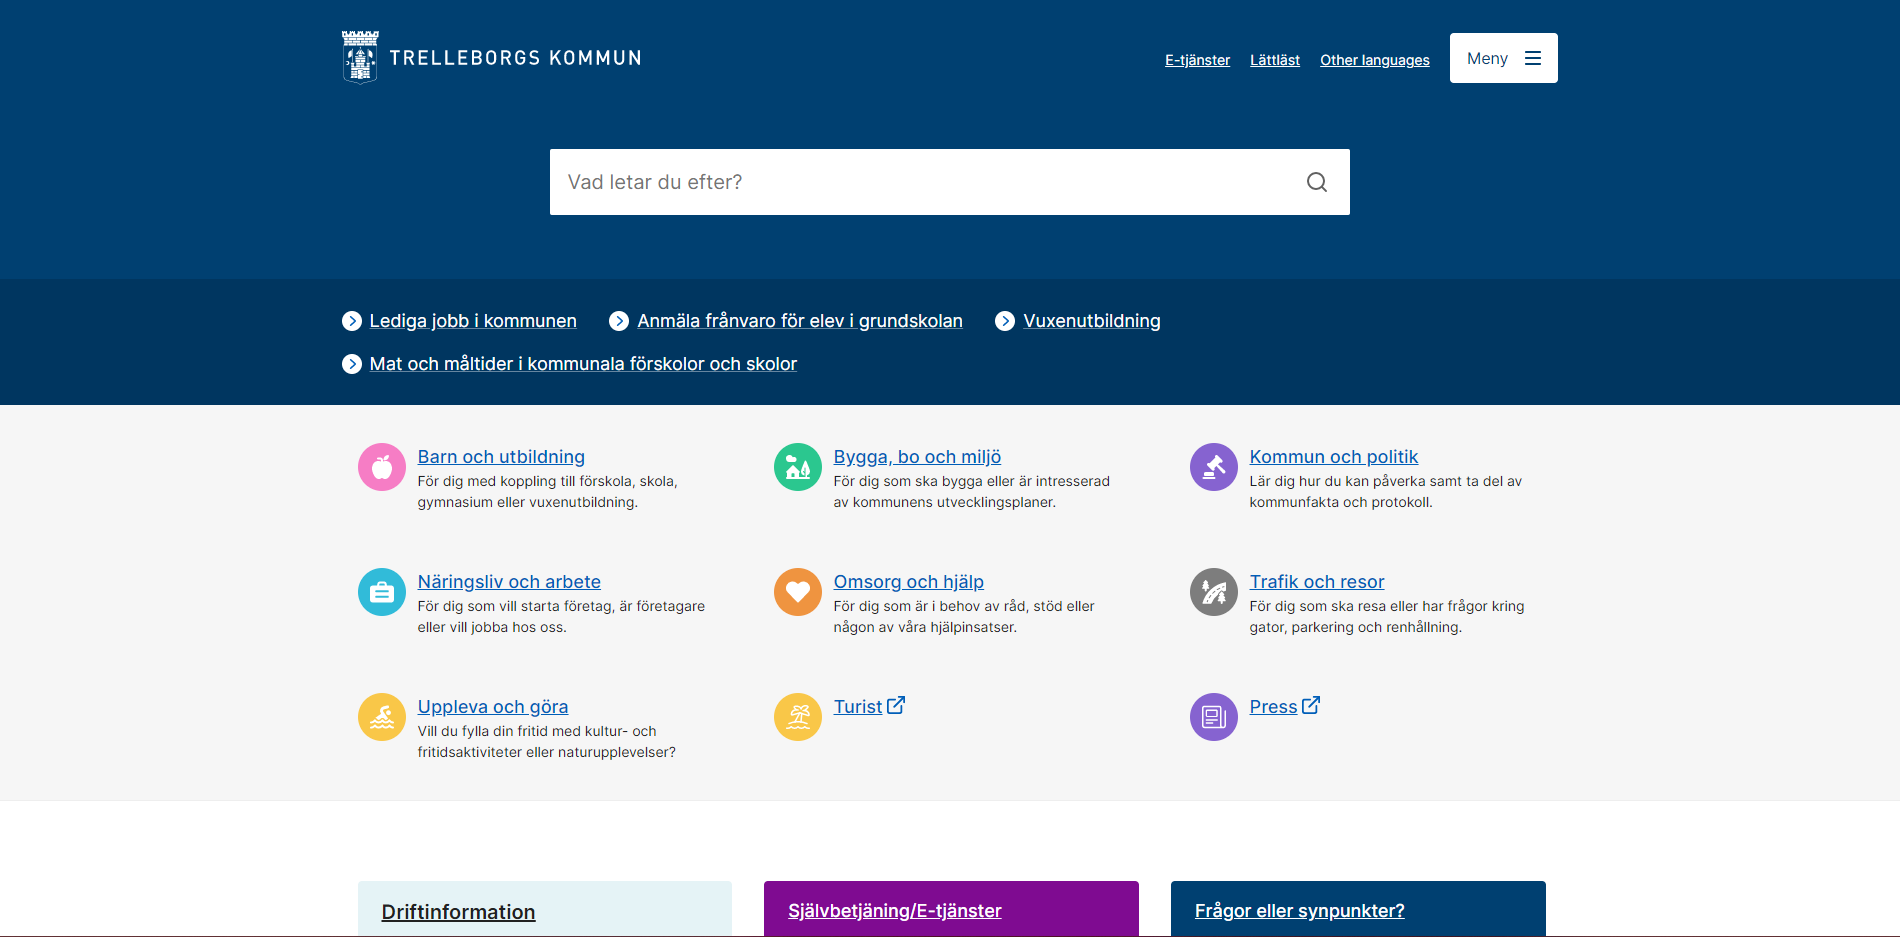 TRELLEBORGS KOMMUN
E-tjänster
Lättläst
Other languages
Meny
Vad letar du efter?
Lediga jobb i kommunen
Anmäla frånvaro för elev i grundskolan
Vuxenutbildning
Mat och måltider i kommunala förskolor och skolor
Barn och utbildning
För dig med koppling till förskola, skola,
gymnasium eller vuxenutbildning.
Bygga, bo och miljö
För dig som ska bygga eller är intresserad
av kommunens utvecklingsplaner.
Kommun och politik
Lär dig hur du kan påverka samt ta del av
kommunfakta och protokoll.
Näringsliv och arbete
För dig som vill starta företag, är företagare
eller vill jobba hos oss.
Omsorg och hjälp
För dig som är i behov av råd, stöd eller
någon av våra hjälpinsatser.
Trafik och resor
För dig som ska resa eller har frågor kring
gator, parkering och renhållning.
Uppleva och göra
Vill du fylla din fritid med kultur- och
fritidsaktiviteter eller naturupplevelser?
Turist
Press
Driftinformation
Självbetjäning/E-tjänster
Frågor eller synpunkter?